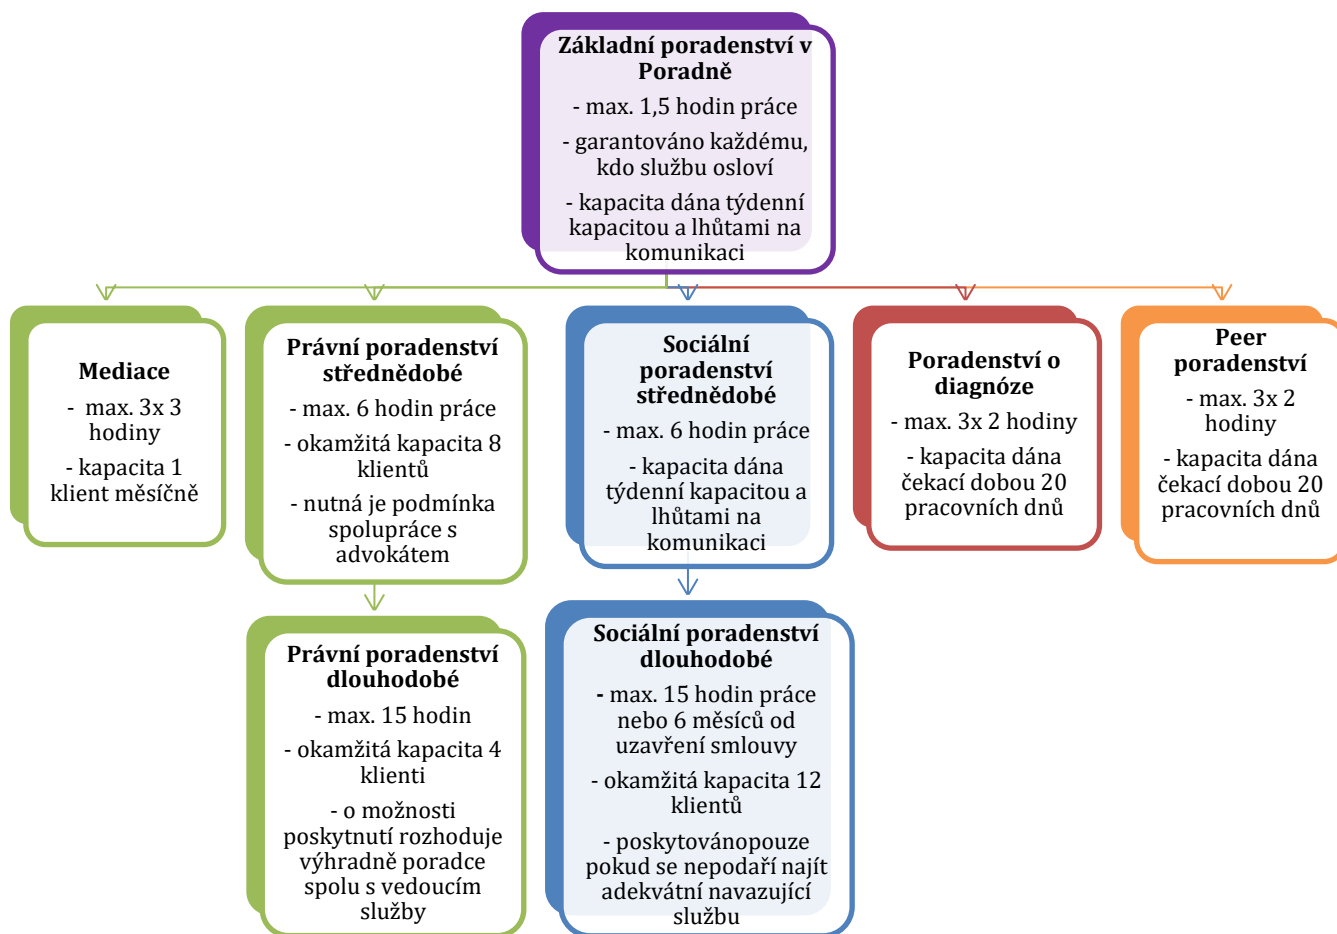 Základní poradenství v
Poradně
- max. 1,5 hodin práce
- garantováno každému,
kdo službu osloví
- kapacita dána týdenní
kapacitou a lhůtami na
komunikaci
Mediace
- max. 3x 3
hodiny
- kapacita 1
klient měsíčně
Právní poradenství
střednědobé
- max. 6 hodin práce
- okamžitá kapacita 8
klientů
- nutná je podmínka
spolupráce s
advokátem
Sociální
poradenství
střednědobé
- max. 6 hodin práce
- kapacita dána
týdenní kapacitou a
lhůtami na
komunikaci
Poradenství o
diagnóze
- max. 3x 2 hodiny
- kapacita dána
čekací dobou 20
pracovních dnů
Peer
poradenství
- max. 3x 2
hodiny
- kapacita dána
čekací dobou 20
pracovních dnů
Právní poradenství
dlouhodobé
- max. 15 hodin
- okamžitá kapacita 4
klienti
- o možnosti
poskytnutí rozhoduje
výhradně poradce
spolu s vedoucím
služby
Sociální poradenství
dlouhodobé
- max. 15 hodin práce
nebo 6 měsíců od
uzavření smlouvy
- okamžitá kapacita 12
klientů
- poskytovánopouze
pokud se nepodaří najít
adekvátní navazující
službu